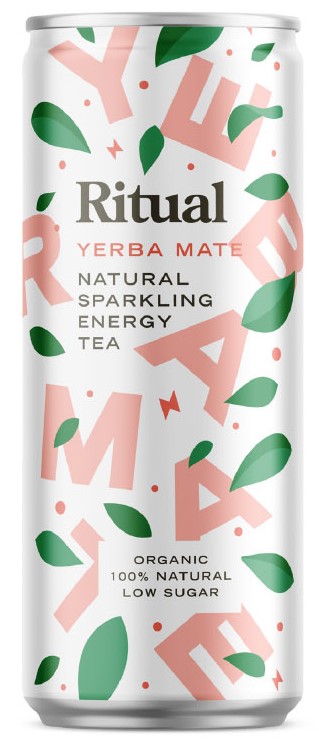 Ritual
YERBA MATE
NATURAL
SPARKLING
ENERGY
TEA
Y
E
R
B
A
M
A
Y
E
ORGANIC
100% NATURAL
LOW SUGAR